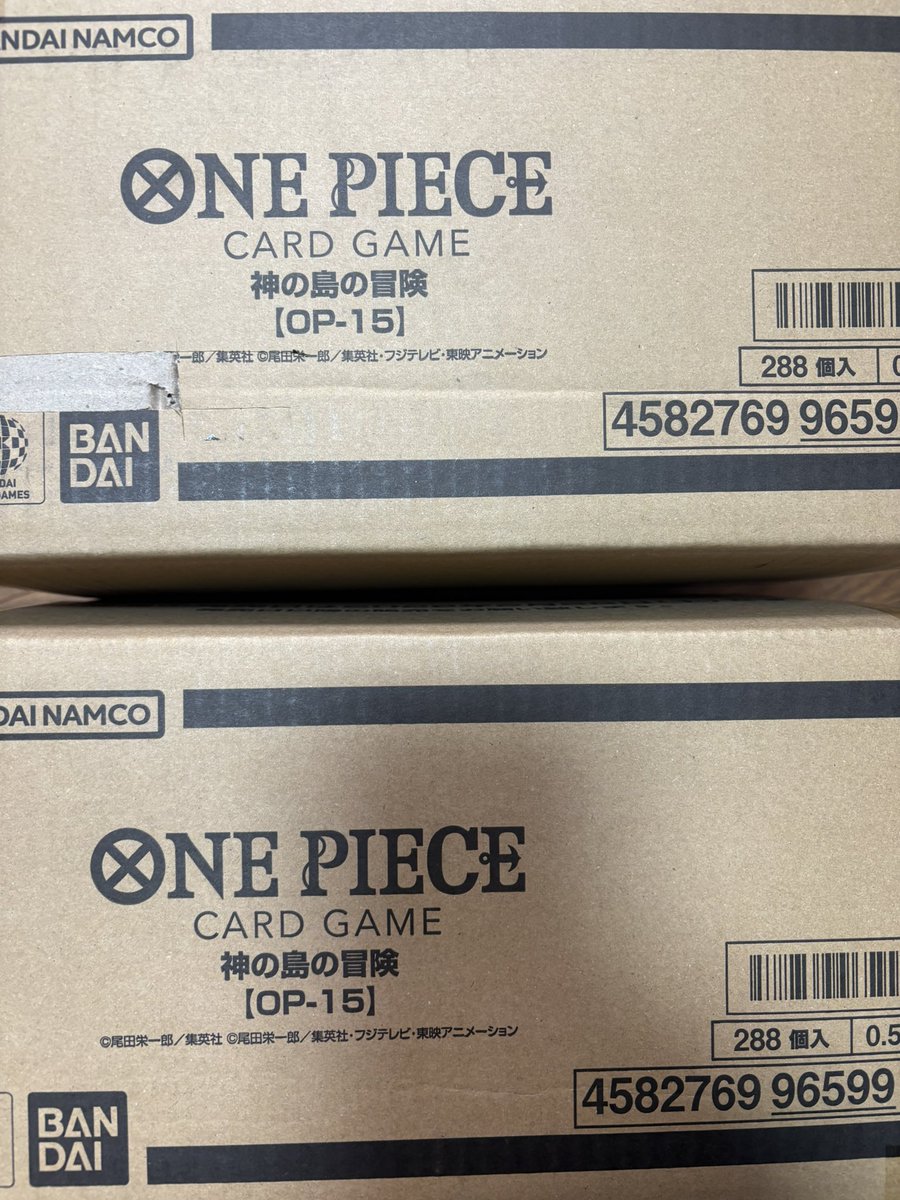 NDAI NAMCO
ONE PIECE
CARD GAME
神の島の冒険
【OP-15】
一郎／集英社 ©尾田栄一郎／集英社・フジテレビ・東映アニメーション
288 個入
4582769 9659
DAI
GAMES
BAN
DAI
DAI NAMCO
ONE PIECE
CARD GAME
神の島の冒険
【OP-15】
©尾田栄一郎／集英社 ©尾田栄一郎／集英社・フジテレビ・東映アニメーション
288 個入 0.5
4582769 96599
BAN
DAI